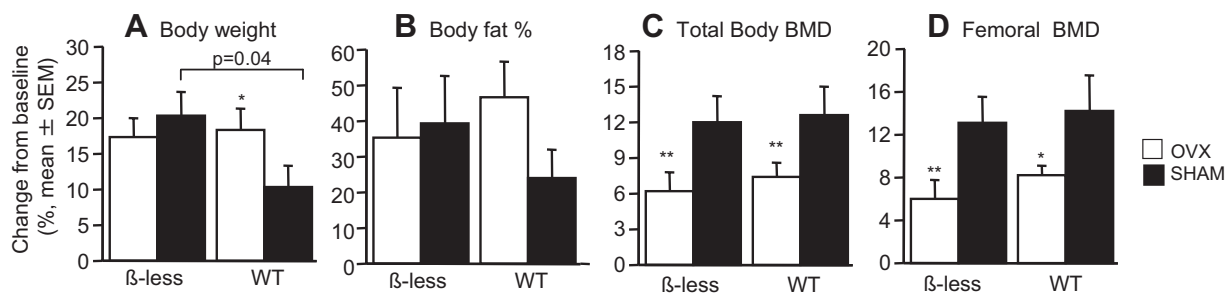 A Body weight
p=0.04
Change from baseline
(%, mean ± SEM)
30
25
20
15
10
5
0
*
ß-less WT
B Body fat %
60
50
40
30
20
10
0
ß-less WT
C Total Body BMD
18
15
12
9
6
3
0
** **
ß-less WT
D Femoral BMD
20
16
12
8
4
0
** *
ß-less WT
OVX
SHAM